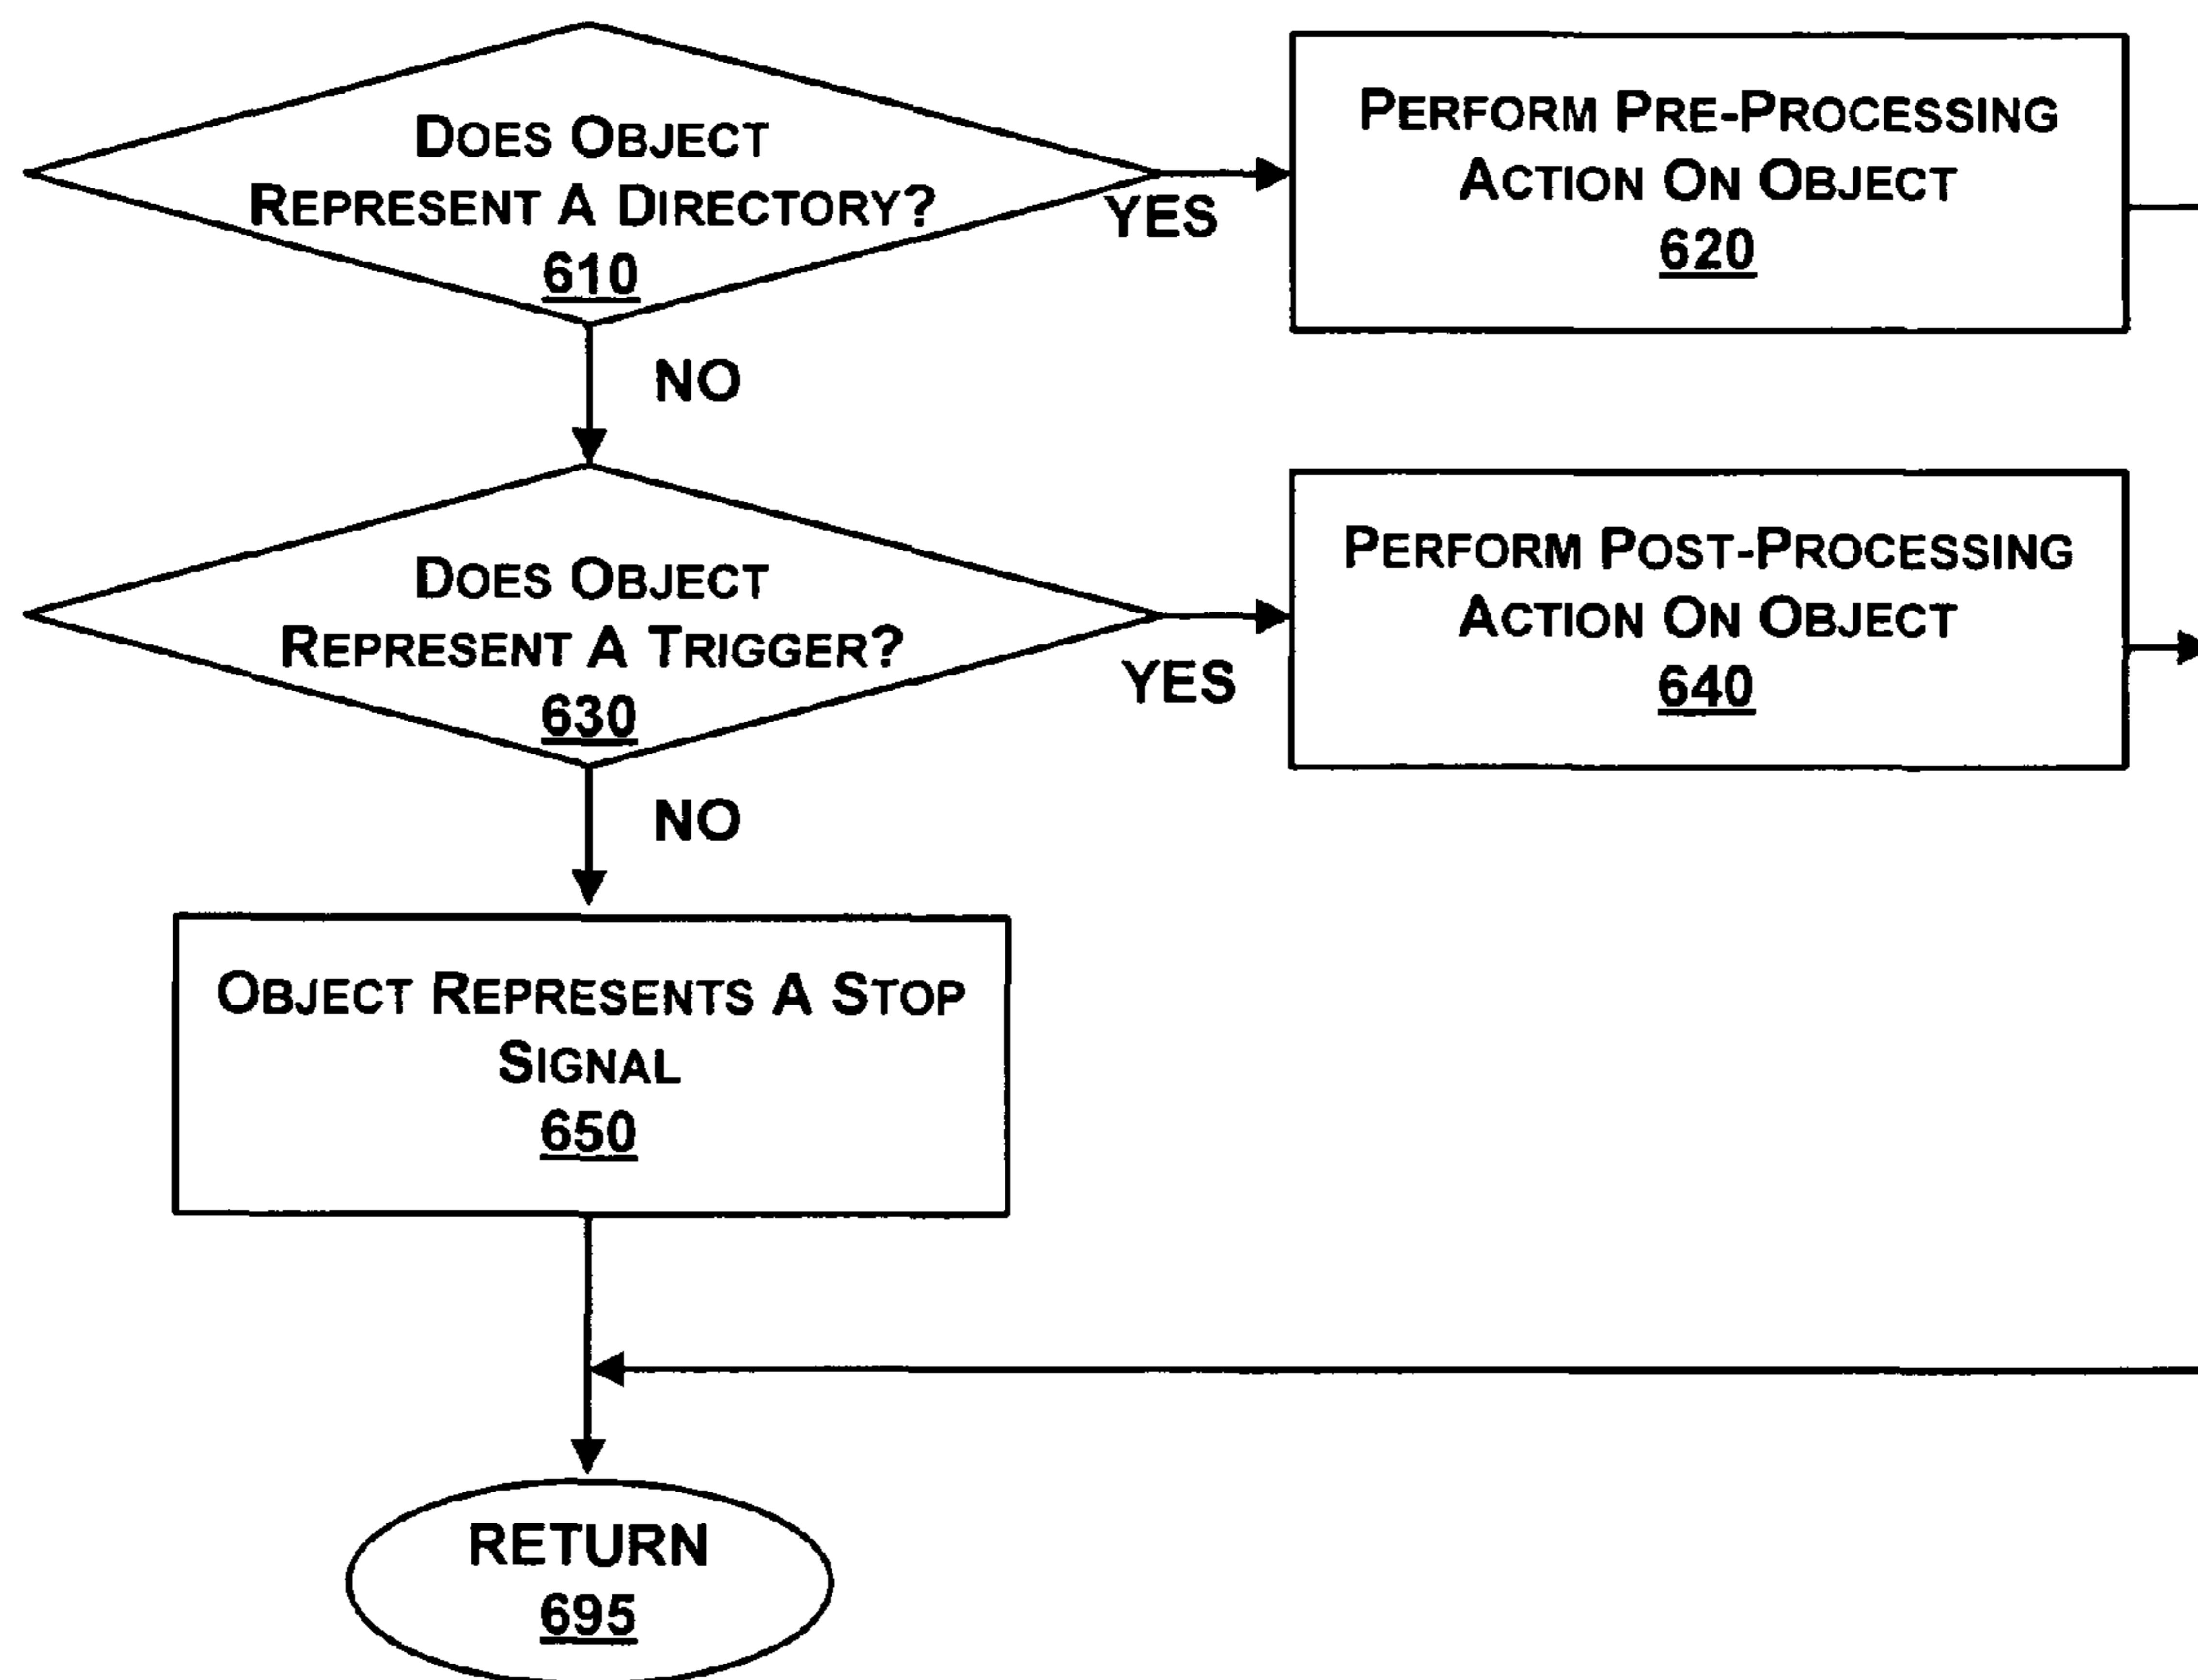 DOES OBJECT
REPRESENT A DIRECTORY?
610
YES
PERFORM PRE-PROCESSING
ACTION ON OBJECT
620
NO
DOES OBJECT
REPRESENT A TRIGGER?
630
YES
PERFORM POST-PROCESSING
ACTION ON OBJECT
640
NO
OBJECT REPRESENTS A STOP
SIGNAL
650
RETURN
695